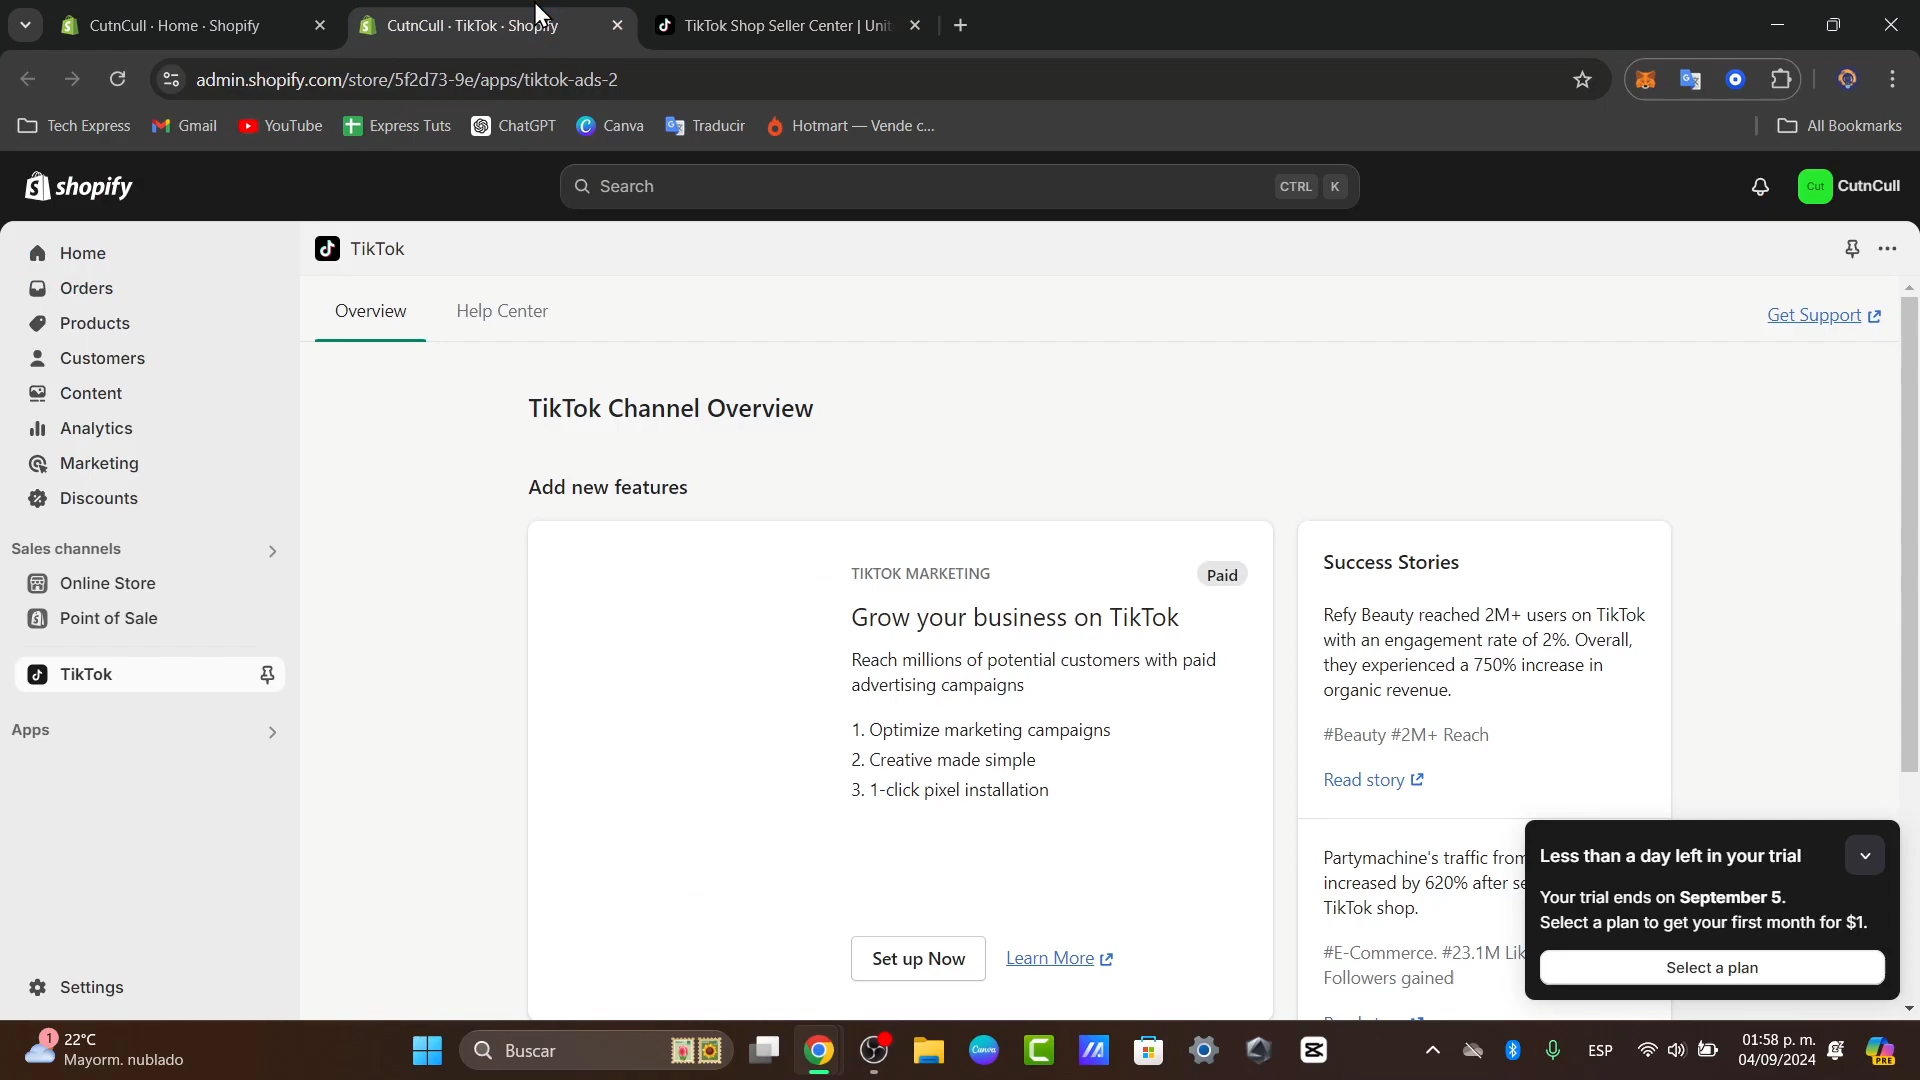 CutnCull · Home · Shopify
CutnCull · TikTok · Shopify
TikTok Shop Seller Center | Unit
admin.shopify.com/store/5f2d73-9e/apps/tiktok-ads-2
Tech Express
Gmail
YouTube
Express Tuts
ChatGPT
Canva
Traducir
Hotmart — Vende c...
All Bookmarks
shopify
Search
CTRL K
Cut
CutnCull
Home
Orders
Products
Customers
Content
Analytics
Marketing
Discounts
Sales channels
Online Store
Point of Sale
TikTok
Apps
Settings
TikTok
Overview
Help Center
Get Support
TikTok Channel Overview
Add new features
TIKTOK MARKETING
Paid
Grow your business on TikTok
Reach millions of potential customers with paid
advertising campaigns
1. Optimize marketing campaigns
2. Creative made simple
3. 1-click pixel installation
Set up Now
Learn More
Success Stories
Refy Beauty reached 2M+ users on TikTok
with an engagement rate of 2%. Overall,
they experienced a 750% increase in
organic revenue.
#Beauty #2M+ Reach
Read story
Partymachine's traffic from
increased by 620% after se
TikTok shop.
#E-Commerce. #23.1M Lik
Followers gained
Less than a day left in your trial
Your trial ends on September 5.
Select a plan to get your first month for $1.
Select a plan
1
22°C
Mayorm. nublado
Buscar
Canva
ESP
01:58 p. m.
04/09/2024
PRE